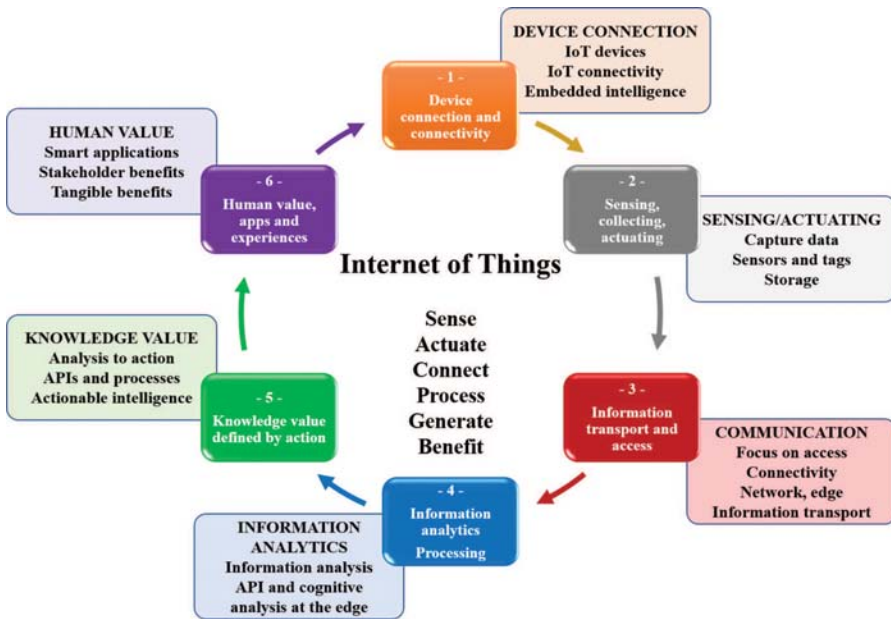 DEVICE CONNECTION
IoT devices
IoT connectivity
Embedded intelligence
- 1 -
Device
connection and
connectivity
HUMAN VALUE
Smart applications
Stakeholder benefits
Tangible benefits
- 6 -
Human value,
apps and
experiences
- 2 -
Sensing,
collecting,
actuating
SENSING/ACTUATING
Capture data
Sensors and tags
Storage
Internet of Things
Sense
Actuate
Connect
Process
Generate
Benefit
KNOWLEDGE VALUE
Analysis to action
APIs and processes
Actionable intelligence
- 5 -
Knowledge value
defined by action
- 3 -
Information
transport and
access
COMMUNICATION
Focus on access
Connectivity
Network, edge
Information transport
- 4 -
Information
analytics
Processing
INFORMATION
ANALYTICS
Information analysis
API and cognitive
analysis at the edge